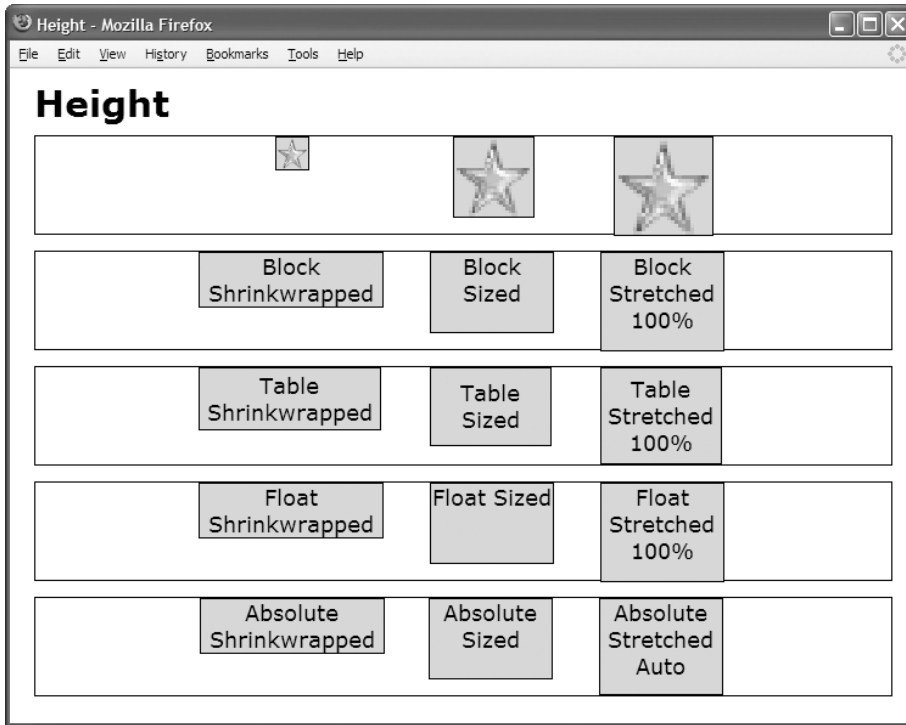 Height - Mozilla Firefox
File Edit View History Bookmarks Tools Help
Height
Block
Shrinkwrapped
Block
Sized
Block
Stretched
100%
Table
Shrinkwrapped
Table
Sized
Table
Stretched
100%
Float
Shrinkwrapped
Float Sized
Float
Stretched
100%
Absolute
Shrinkwrapped
Absolute
Sized
Absolute
Stretched
Auto